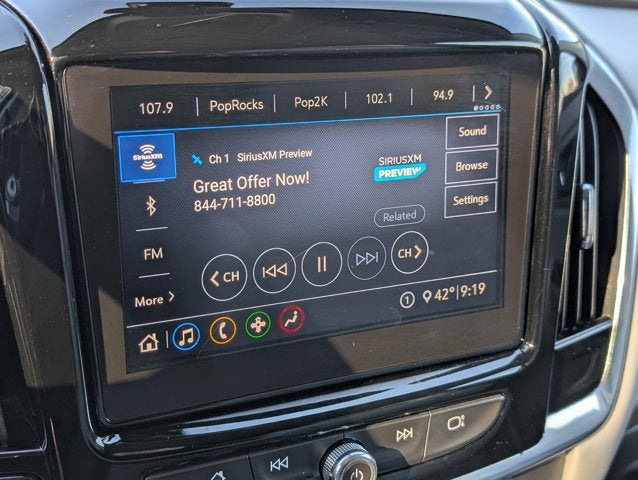 107.9 PopRocks Pop2K 102.1 94.9
SiriusXM
Ch 1 SiriusXM Preview
Great Offer Now!
844-711-8800
SIRIUSXM
PREVIEW
Related
Sound
Browse
Settings
FM
More
CH
CH
1 42° 9:19